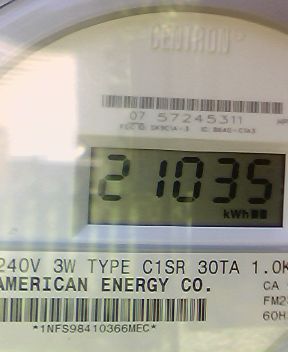 CENTRON
07 57245311
21035
kWh
240V 3W TYPE C1SR 30TA 1.0K
AMERICAN ENERGY CO.
CA
FM2
60H
*1NFS98410366MEC*